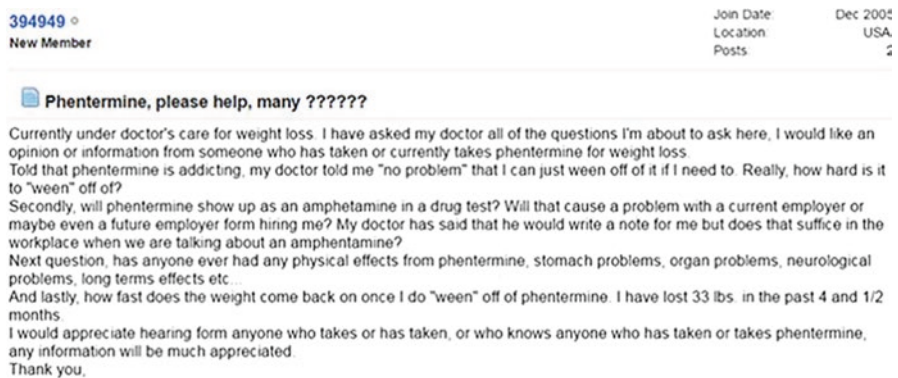 394949
New Member
Join Date: Dec 2005
Location: USA
Posts: 2
Phentermine, please help, many ??????
Currently under doctor's care for weight loss. I have asked my doctor all of the questions I'm about to ask here, I would like an
opinion or information from someone who has taken or currently takes phentermine for weight loss.
Told that phentermine is addicting, my doctor told me "no problem" that I can just ween off of it if I need to. Really, how hard is it
to "ween" off of?
Secondly, will phentermine show up as an amphetamine in a drug test? Will that cause a problem with a current employer or
maybe even a future employer form hiring me? My doctor has said that he would write a note for me but does that suffice in the
workplace when we are talking about an amphentamine?
Next question, has anyone ever had any physical effects from phentermine, stomach problems, organ problems, neurological
problems, long terms effects etc...
And lastly, how fast does the weight come back on once I do "ween" off of phentermine. I have lost 33 lbs. in the past 4 and 1/2
months.
I would appreciate hearing form anyone who takes or has taken, or who knows anyone who has taken or takes phentermine,
any information will be much appreciated.
Thank you,